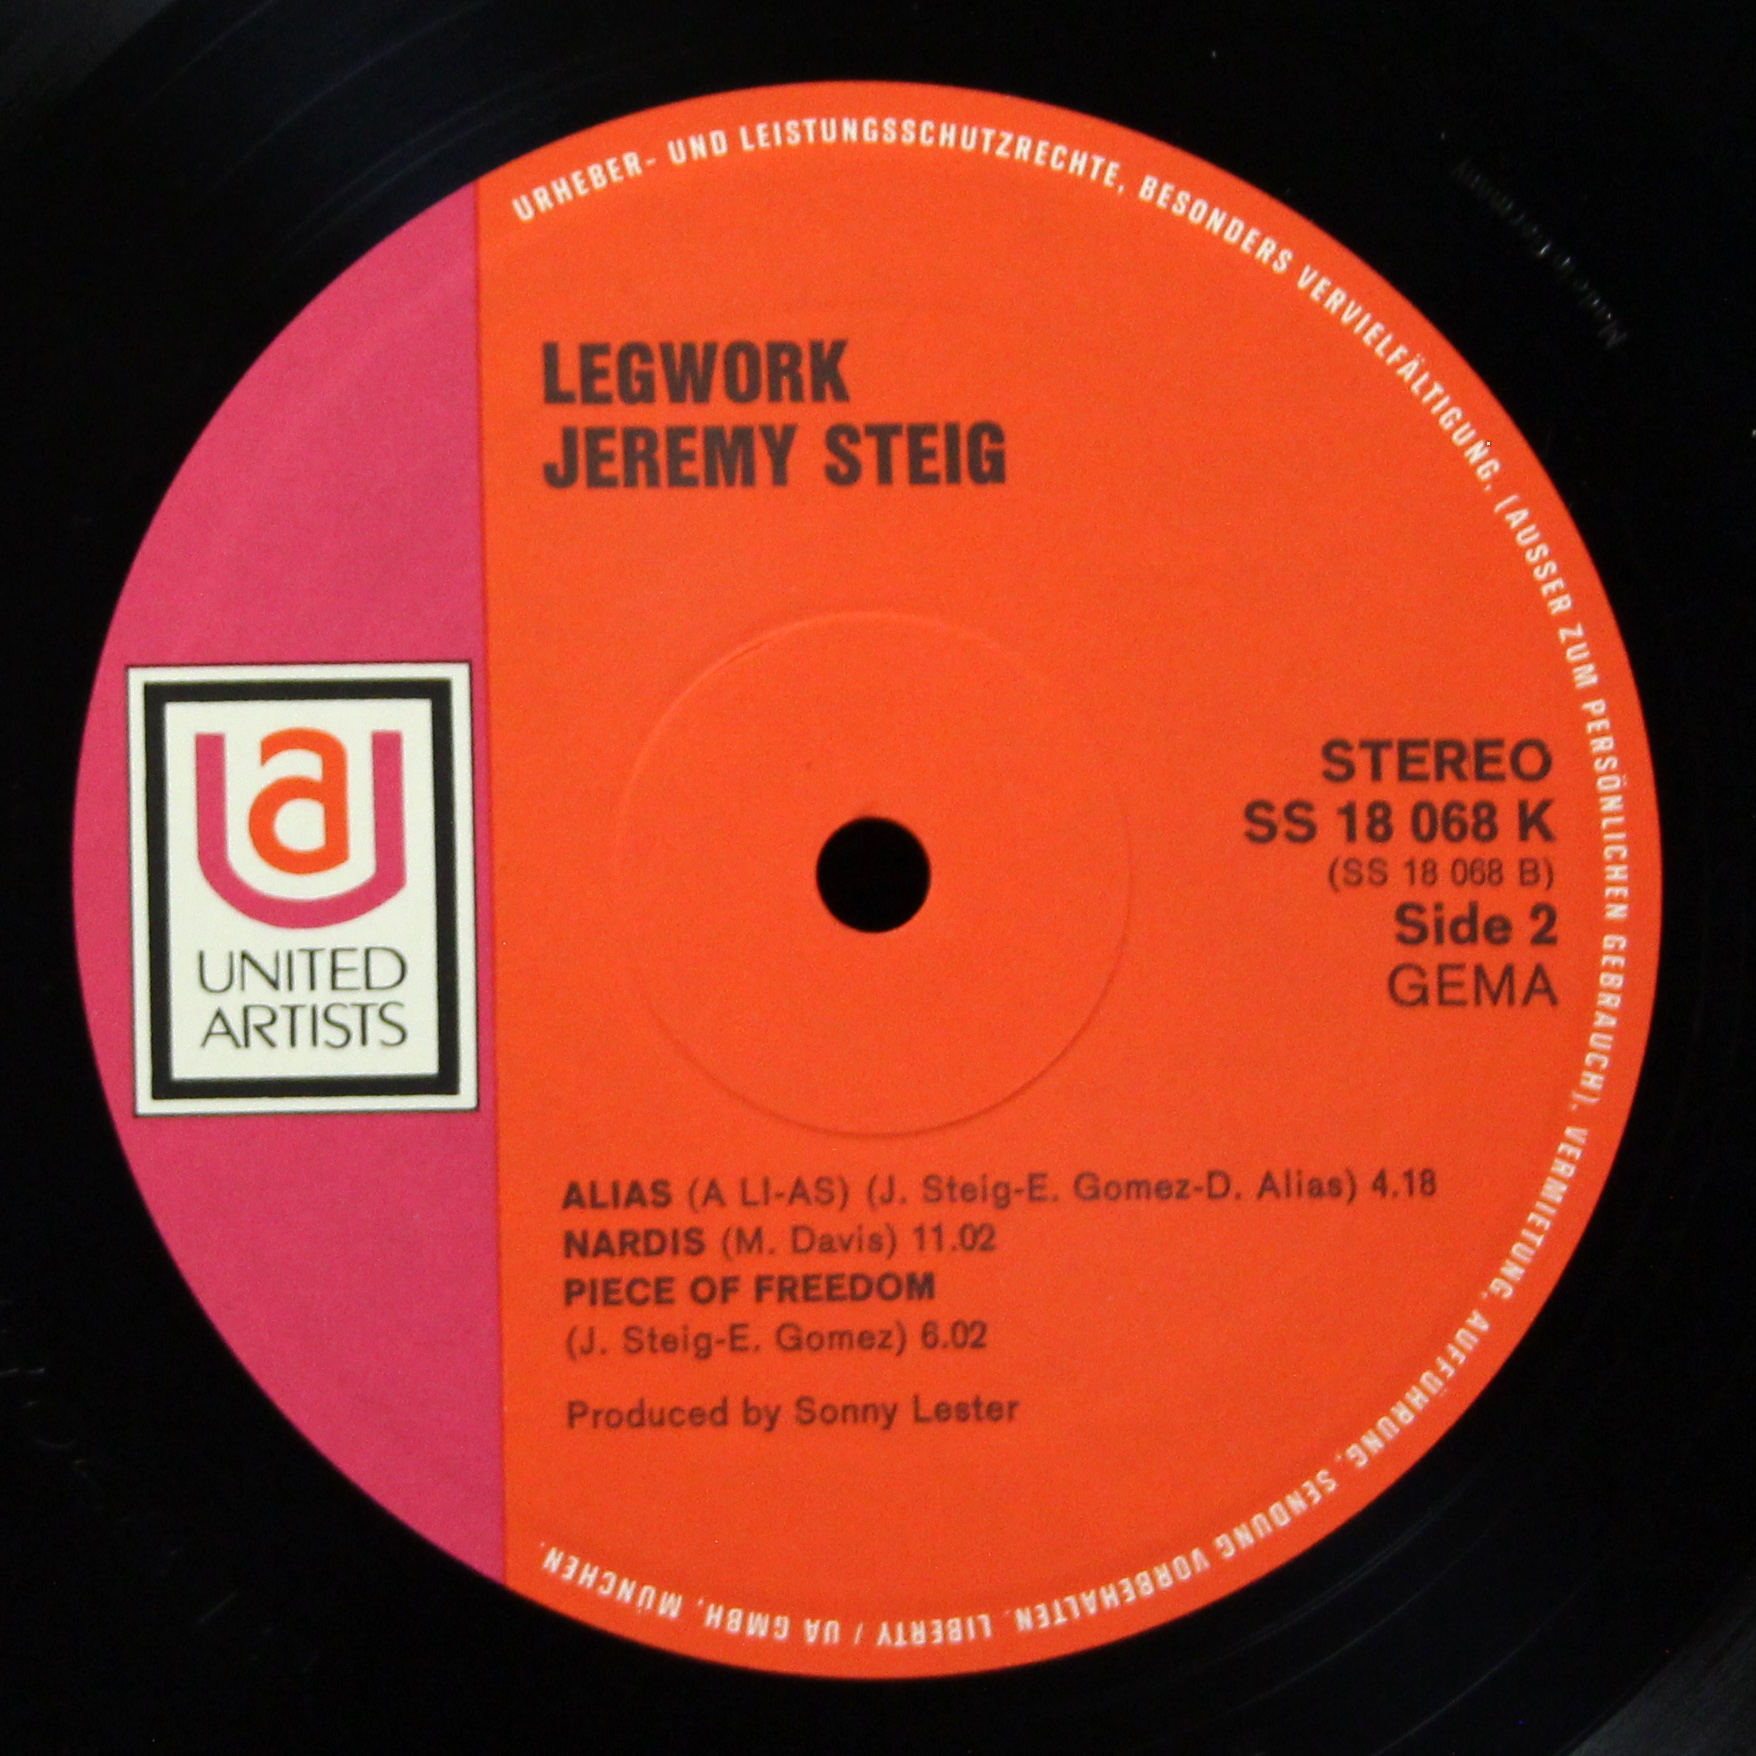 URHEBER- UND LEISTUNGSSCHUTZRECHTE, BESONDERS VERVIELFÄLTIGUNG, (AUSSER ZUM PERSÖNLICHEN GEBRAUCH), VERMIETUNG, AUFFÜHRUNG, SENDUNG VORBEHALTEN. LIBERTY / UA GMBH, MÜNCHEN.
LEGWORK
JEREMY STEIG
Ua
UNITED
ARTISTS
STEREO
SS 18 068 K
(SS 18 068 B)
Side 2
GEMA
ALIAS (A LI-AS) (J. Steig-E. Gomez-D. Alias) 4.18
NARDIS (M. Davis) 11.02
PIECE OF FREEDOM
(J. Steig-E. Gomez) 6.02
Produced by Sonny Lester